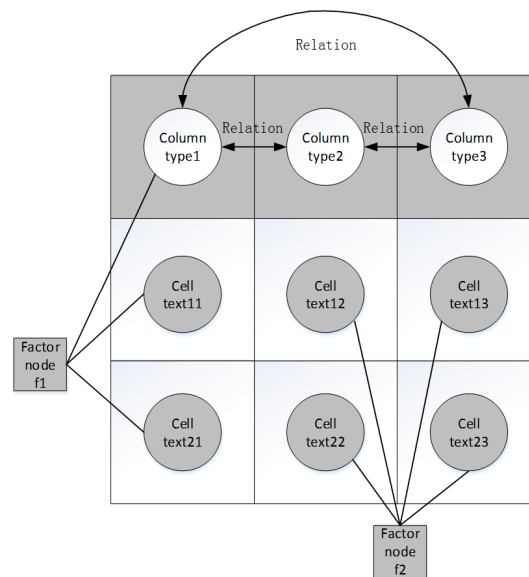 Relation
Relation
Relation
Column
type1
Column
type2
Column
type3
Cell
text11
Cell
text12
Cell
text13
Factor
node
f1
Cell
text21
Cell
text22
Cell
text23
Factor
node
f2